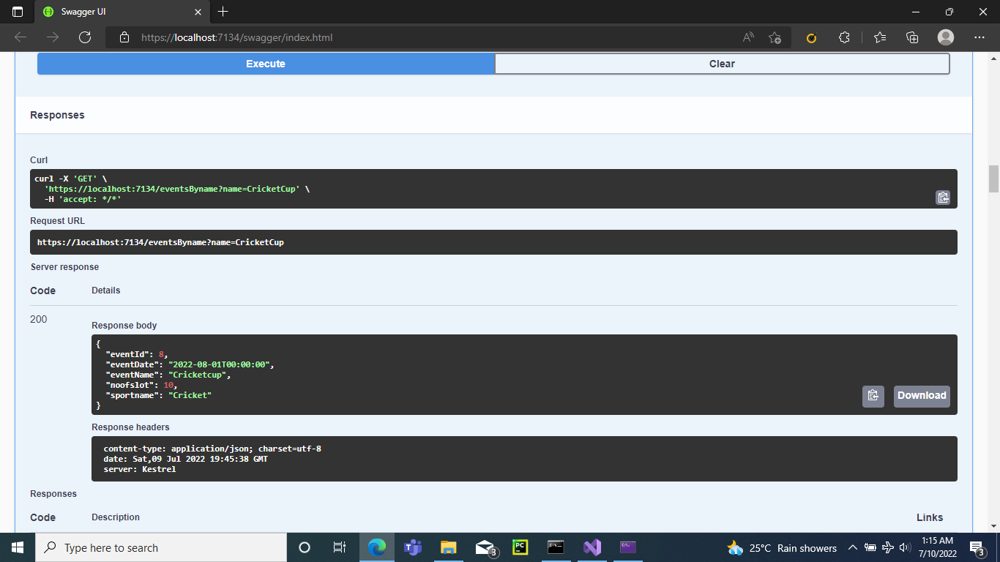 Swagger UI
https://localhost:7134/swagger/index.html
Execute
Clear
Responses
Curl
curl -X 'GET' \
'https://localhost:7134/eventsByname?name=CricketCup' \
-H 'accept: */*'
Request URL
https://localhost:7134/eventsByname?name=CricketCup
Server response
Code Details
200
Response body
{
"eventId": 8,
"eventDate": "2022-08-01T00:00:00",
"eventName": "Cricketcup",
"noofslot": 10,
"sportname": "Cricket"
}
Download
Response headers
content-type: application/json; charset=utf-8
date: Sat,09 Jul 2022 19:45:38 GMT
server: Kestrel
Responses
Code Description Links
Type here to search
3
PC
25°C Rain showers
1:15 AM
7/10/2022
3